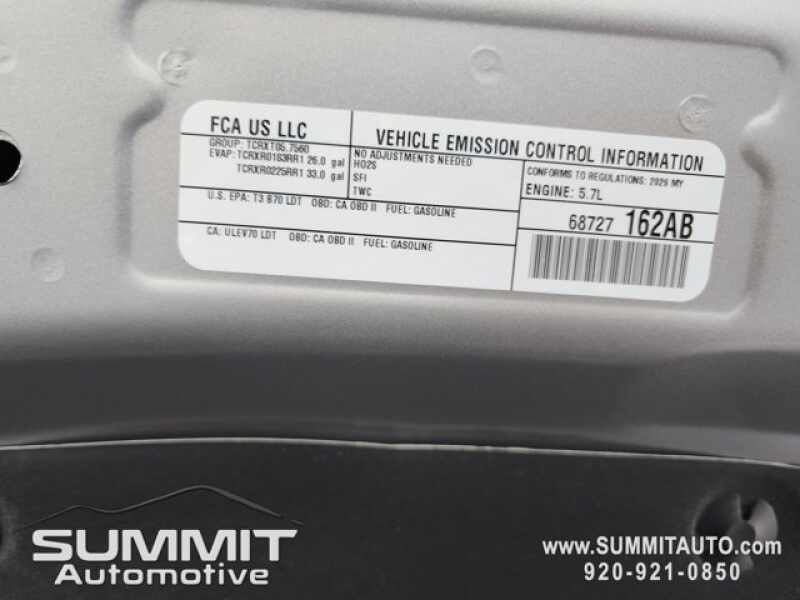 FCA US LLC
GROUP: TCRXT05.7560
EVAP: TCRXR0183RR1 26.0 gal
TCRXR0225RR1 33.0 gal
VEHICLE EMISSION CONTROL INFORMATION
NO ADJUSTMENTS NEEDED
HO2S
SFI
TWC
CONFORMS TO REGULATIONS: 2026 MY
ENGINE: 5.7L
U.S. EPA: T3 B70 LDT OBD: CA OBD II FUEL: GASOLINE
CA: ULEV70 LDT OBD: CA OBD II FUEL: GASOLINE
68727 162AB
SUMMIT
Automotive
www.SUMMITAUTO.com
920-921-0850